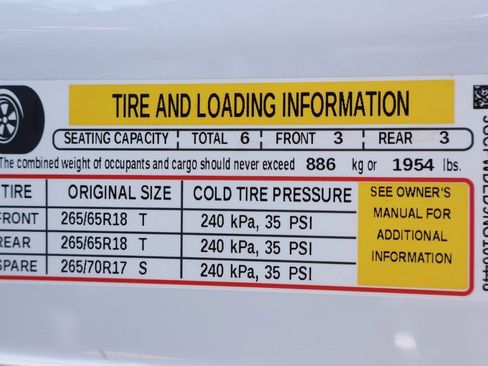 TIRE AND LOADING INFORMATION
SEATING CAPACITY TOTAL 6 FRONT 3 REAR 3
The combined weight of occupants and cargo should never exceed 886 kg or 1954 lbs.
TIRE ORIGINAL SIZE COLD TIRE PRESSURE
FRONT 265/65R18 T 240 kPa, 35 PSI
REAR 265/65R18 T 240 kPa, 35 PSI
SPARE 265/70R17 S 240 kPa, 35 PSI
SEE OWNER'S
MANUAL FOR
ADDITIONAL
INFORMATION